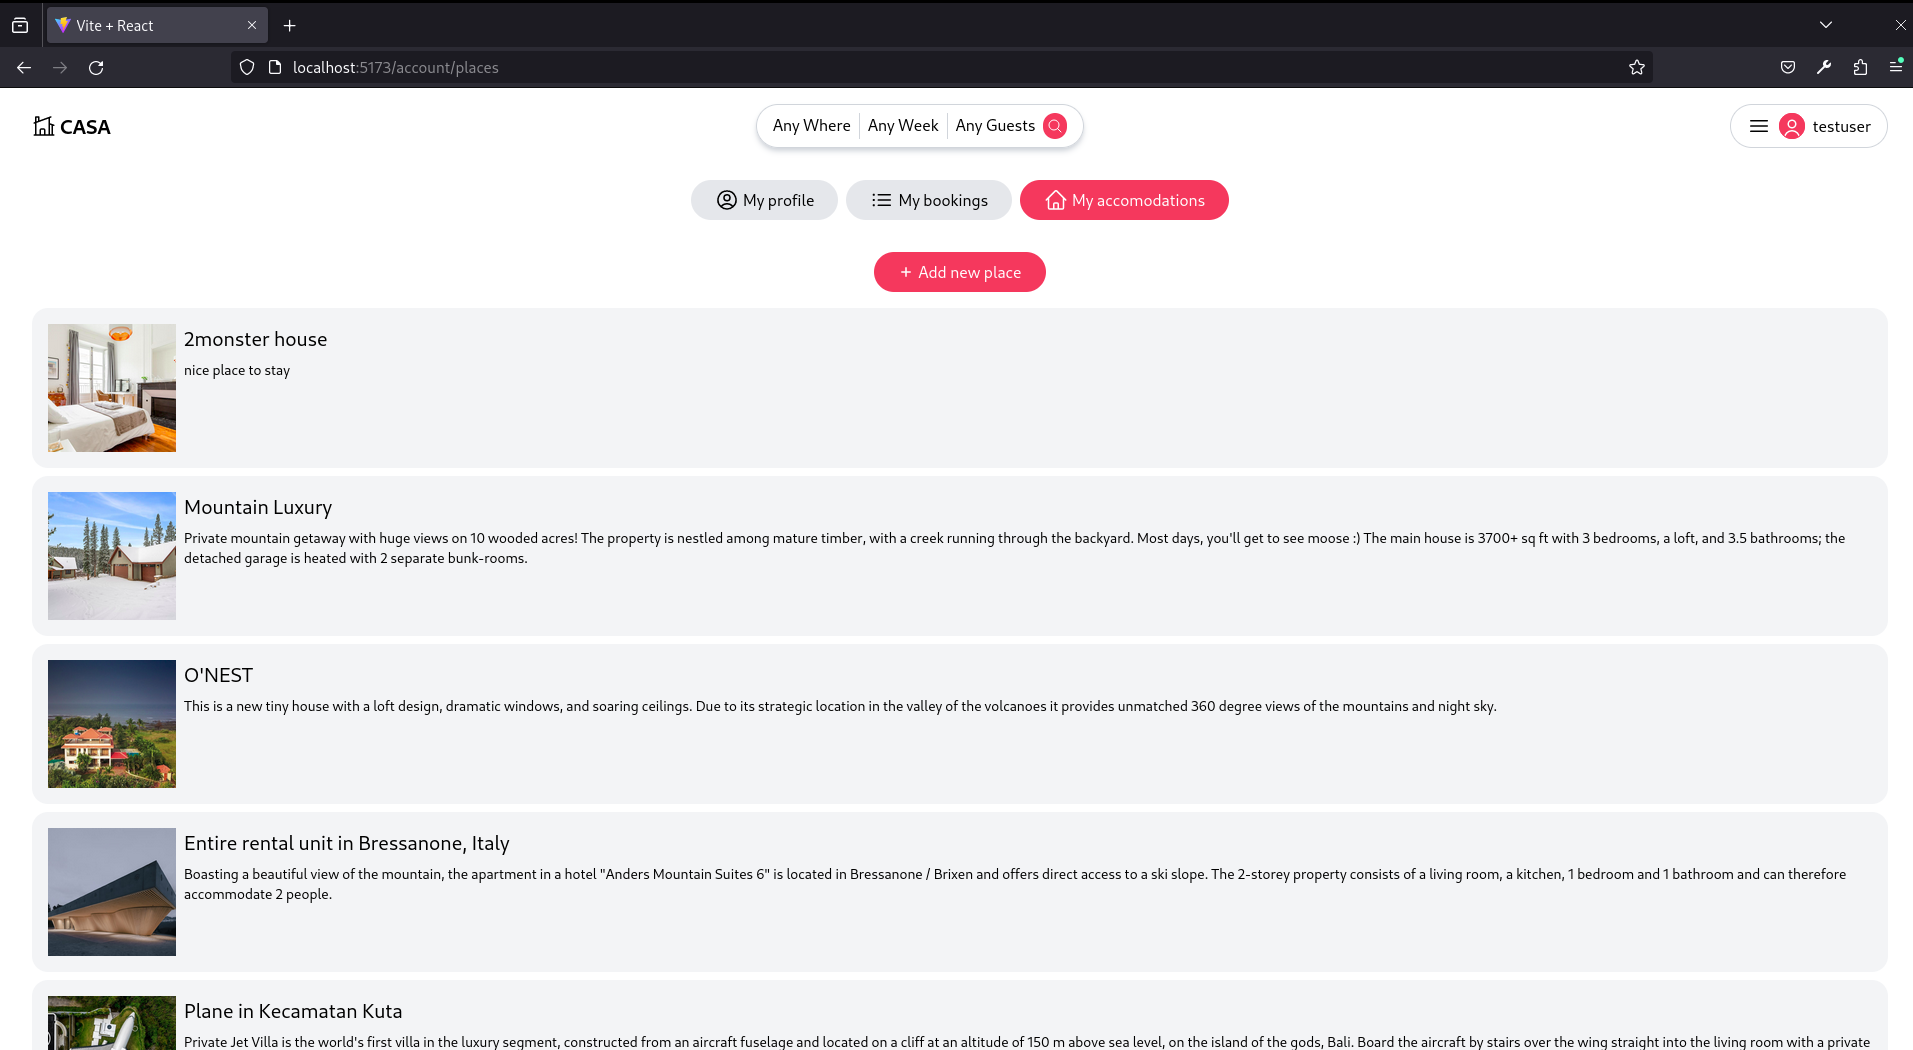 Vite + React
localhost:5173/account/places
CASA
Any Where Any Week Any Guests
testuser
My profile My bookings My accomodations
+ Add new place
2monster house
nice place to stay
Mountain Luxury
Private mountain getaway with huge views on 10 wooded acres! The property is nestled among mature timber, with a creek running through the backyard. Most days, you'll get to see moose :) The main house is 3700+ sq ft with 3 bedrooms, a loft, and 3.5 bathrooms; the
detached garage is heated with 2 separate bunk-rooms.
O'NEST
This is a new tiny house with a loft design, dramatic windows, and soaring ceilings. Due to its strategic location in the valley of the volcanoes it provides unmatched 360 degree views of the mountains and night sky.
Entire rental unit in Bressanone, Italy
Boasting a beautiful view of the mountain, the apartment in a hotel "Anders Mountain Suites 6" is located in Bressanone / Brixen and offers direct access to a ski slope. The 2-storey property consists of a living room, a kitchen, 1 bedroom and 1 bathroom and can therefore
accommodate 2 people.
Plane in Kecamatan Kuta
Private Jet Villa is the world's first villa in the luxury segment, constructed from an aircraft fuselage and located on a cliff at an altitude of 150 m above sea level, on the island of the gods, Bali. Board the aircraft by stairs over the wing straight into the living room with a private